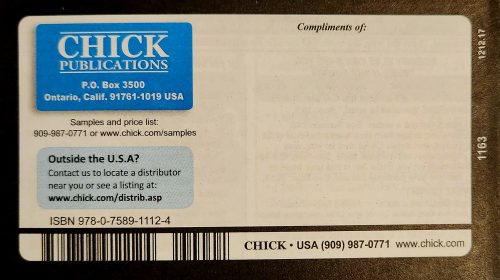 CHICK
PUBLICATIONS
P.O. Box 3500
Ontario, Calif. 91761-1019 USA
Samples and price list:
909-987-0771 or www.chick.com/samples
Outside the U.S.A?
Contact us to locate a distributor
near you or see a listing at:
www.chick.com/distrib.asp
ISBN 978-0-7589-1112-4
Compliments of:
CHICK • USA (909) 987-0771 www.chick.com
1212.17
1163